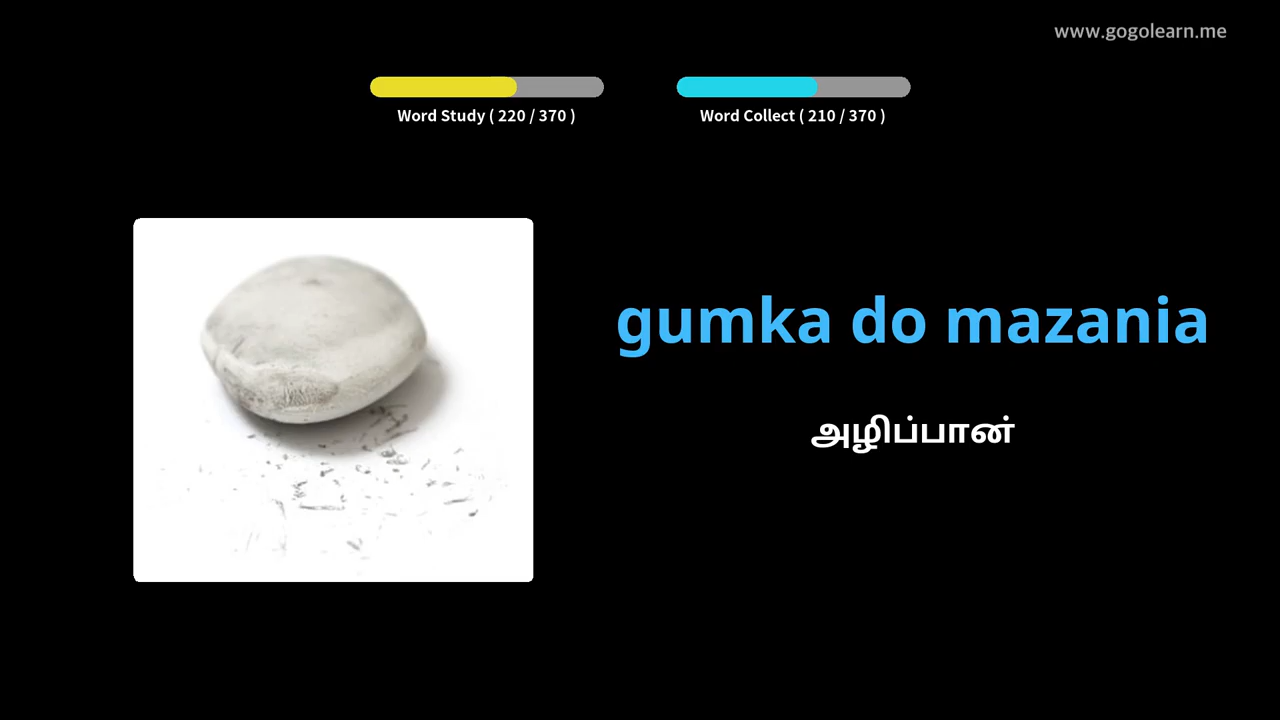 www.gogolearn.me
Word Study ( 220 / 370 )
Word Collect ( 210 / 370 )
gumka do mazania
அழிப்பான்